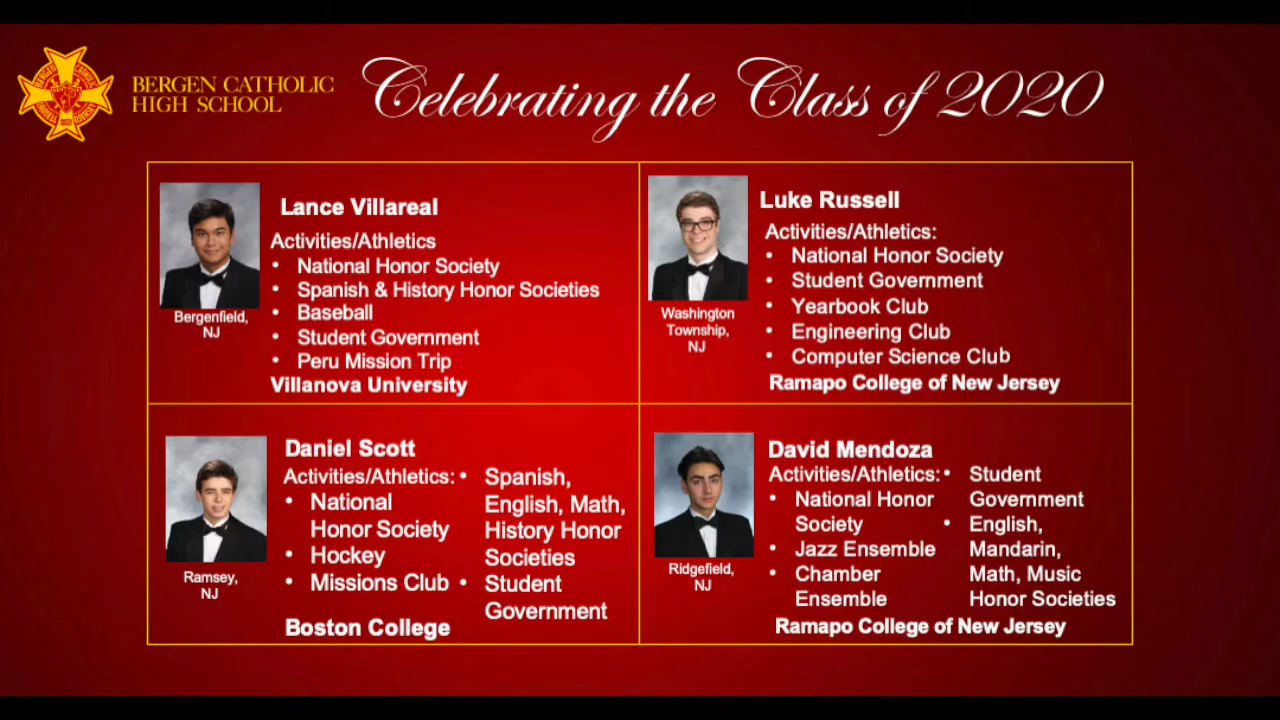 BERGEN CATHOLIC
HIGH SCHOOL
Celebrating the Class of 2020
Lance Villareal
Activities/Athletics
• National Honor Society
• Spanish & History Honor Societies
• Baseball
• Student Government
• Peru Mission Trip
Villanova University
Bergenfield,
NJ
Luke Russell
Activities/Athletics:
• National Honor Society
• Student Government
• Yearbook Club
• Engineering Club
• Computer Science Club
Ramapo College of New Jersey
Washington
Township,
NJ
Daniel Scott
Activities/Athletics:
• National
Honor Society
• Hockey
• Missions Club
• Spanish,
English, Math,
History Honor
Societies
• Student
Government
Boston College
Ramsey,
NJ
David Mendoza
Activities/Athletics:
• National Honor
Society
• Jazz Ensemble
• Chamber
Ensemble
• Student
Government
• English,
Mandarin,
Math, Music
Honor Societies
Ramapo College of New Jersey
Ridgefield,
NJ